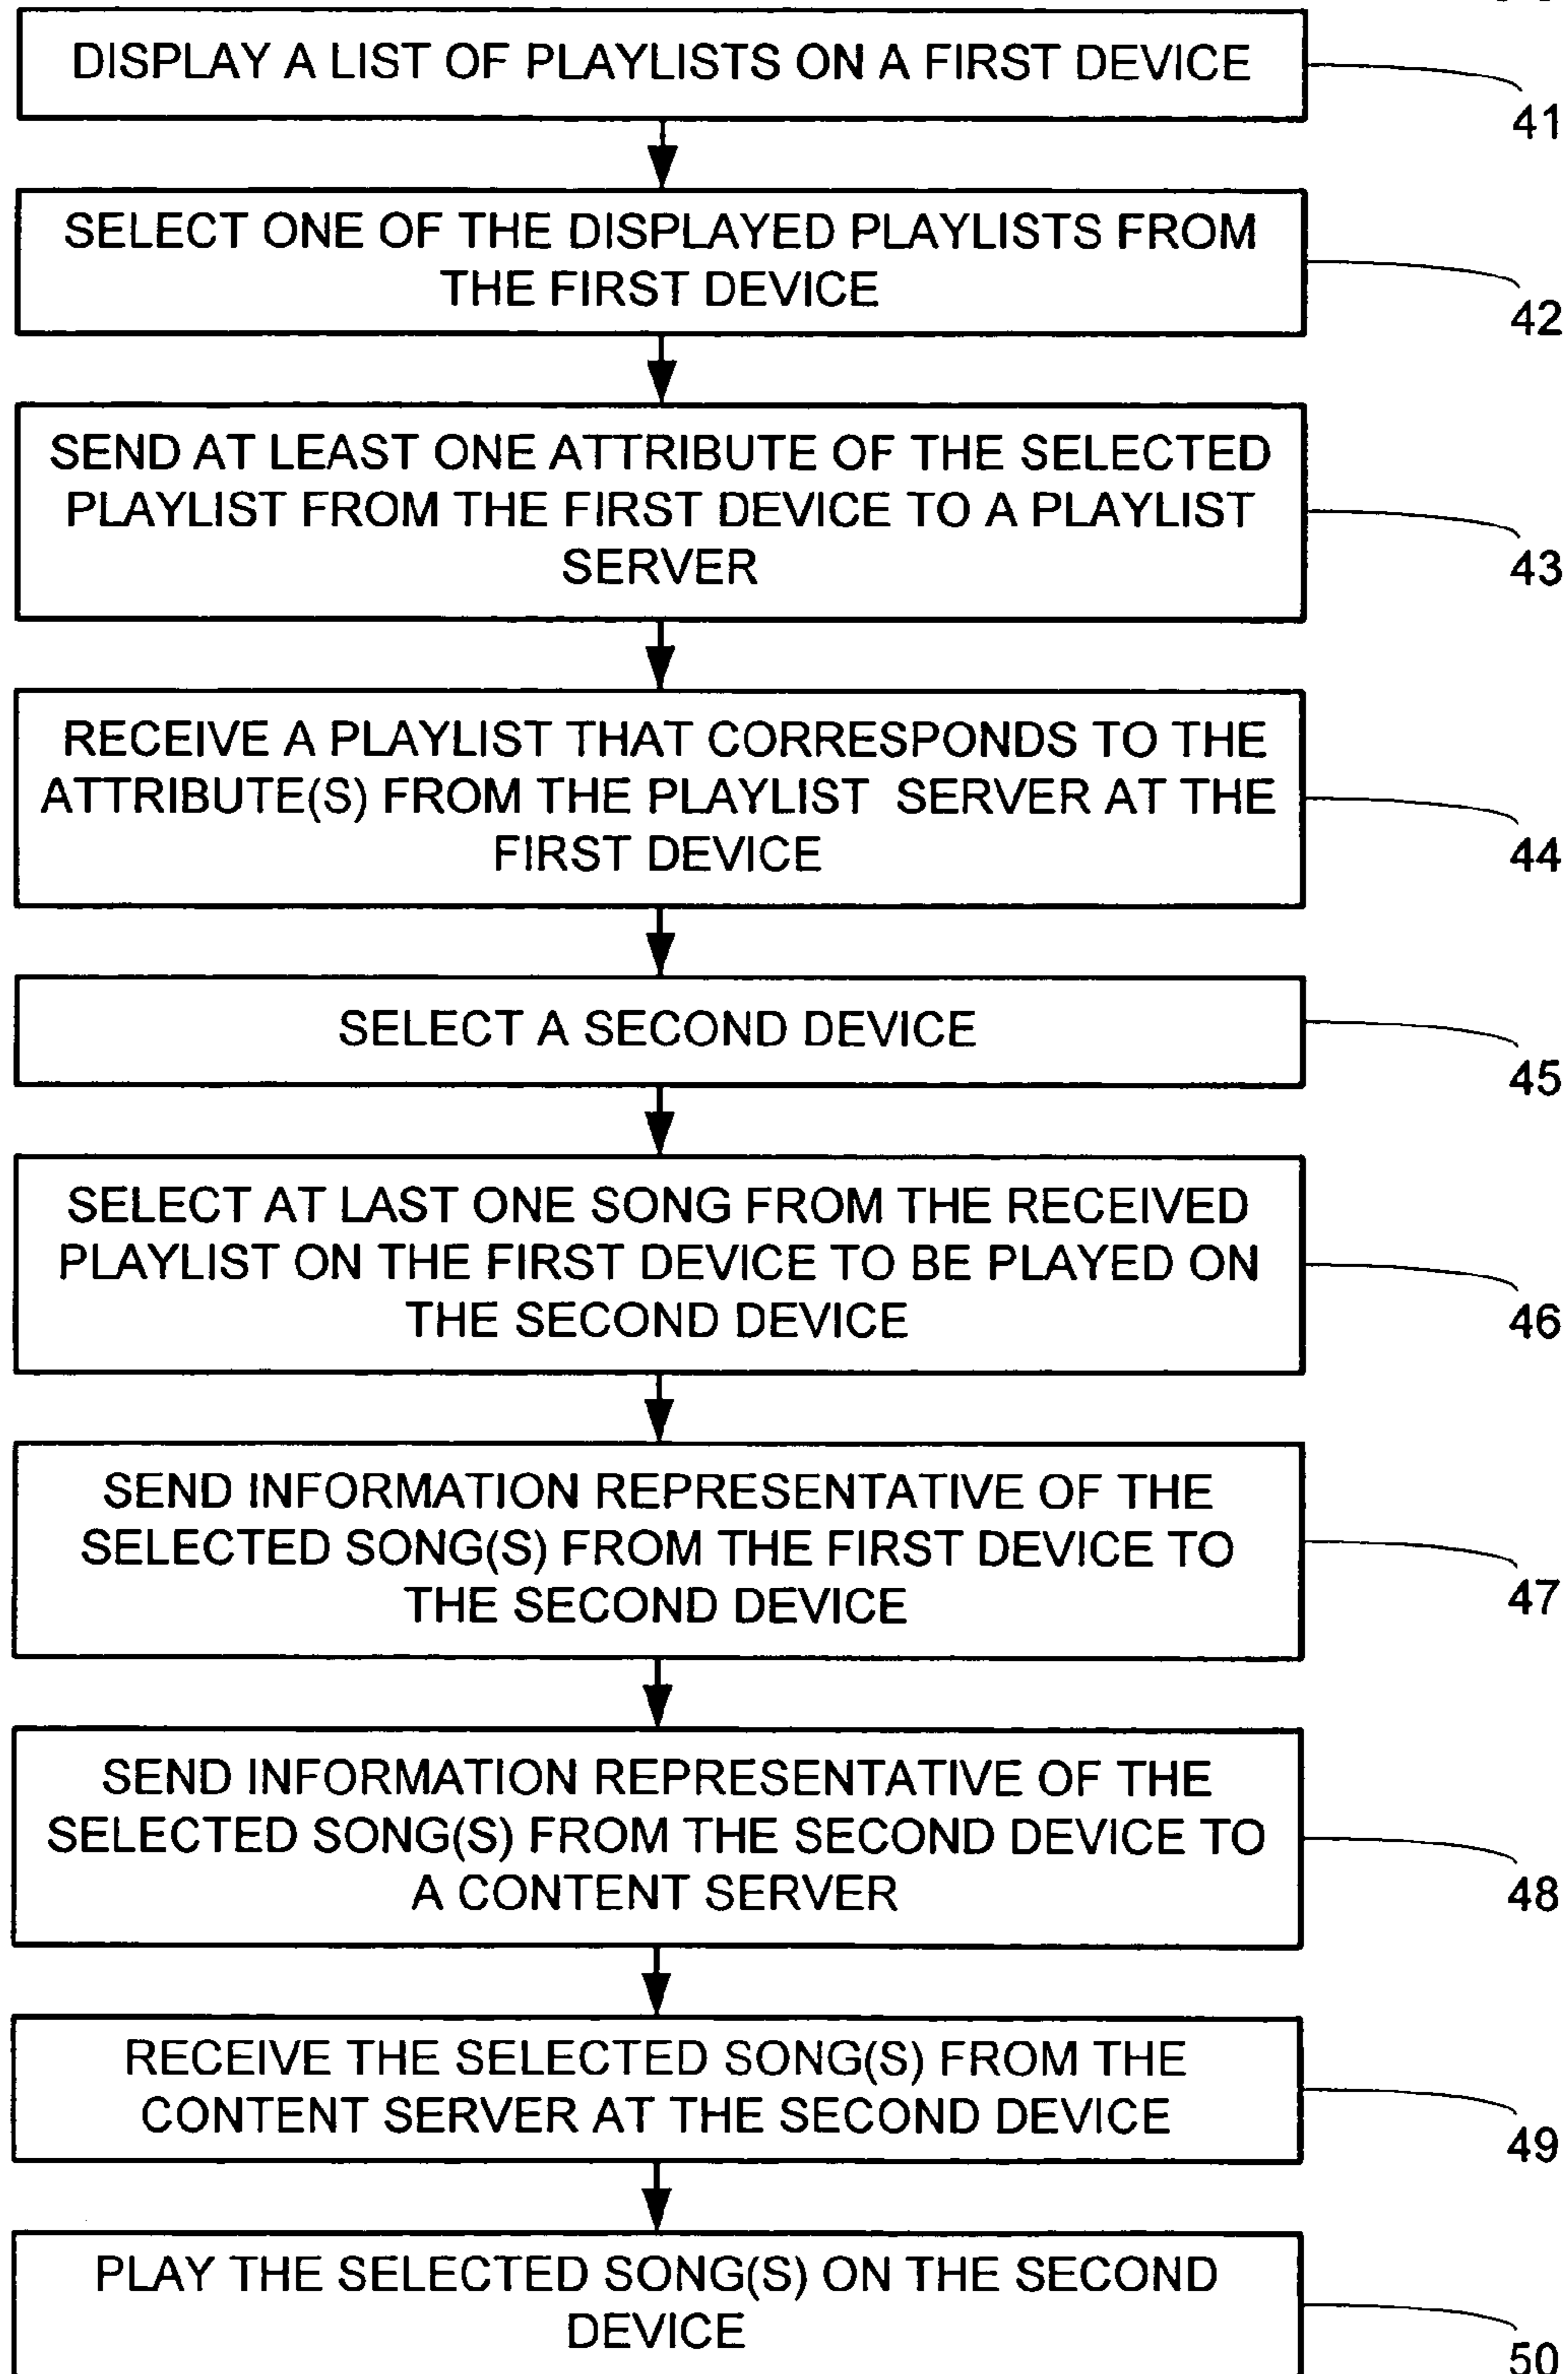 DISPLAY A LIST OF PLAYLISTS ON A FIRST DEVICE
41
SELECT ONE OF THE DISPLAYED PLAYLISTS FROM
THE FIRST DEVICE
42
SEND AT LEAST ONE ATTRIBUTE OF THE SELECTED
PLAYLIST FROM THE FIRST DEVICE TO A PLAYLIST
SERVER
43
RECEIVE A PLAYLIST THAT CORRESPONDS TO THE
ATTRIBUTE(S) FROM THE PLAYLIST SERVER AT THE
FIRST DEVICE
44
SELECT A SECOND DEVICE
45
SELECT AT LAST ONE SONG FROM THE RECEIVED
PLAYLIST ON THE FIRST DEVICE TO BE PLAYED ON
THE SECOND DEVICE
46
SEND INFORMATION REPRESENTATIVE OF THE
SELECTED SONG(S) FROM THE FIRST DEVICE TO
THE SECOND DEVICE
47
SEND INFORMATION REPRESENTATIVE OF THE
SELECTED SONG(S) FROM THE SECOND DEVICE TO
A CONTENT SERVER
48
RECEIVE THE SELECTED SONG(S) FROM THE
CONTENT SERVER AT THE SECOND DEVICE
49
PLAY THE SELECTED SONG(S) ON THE SECOND
DEVICE
50